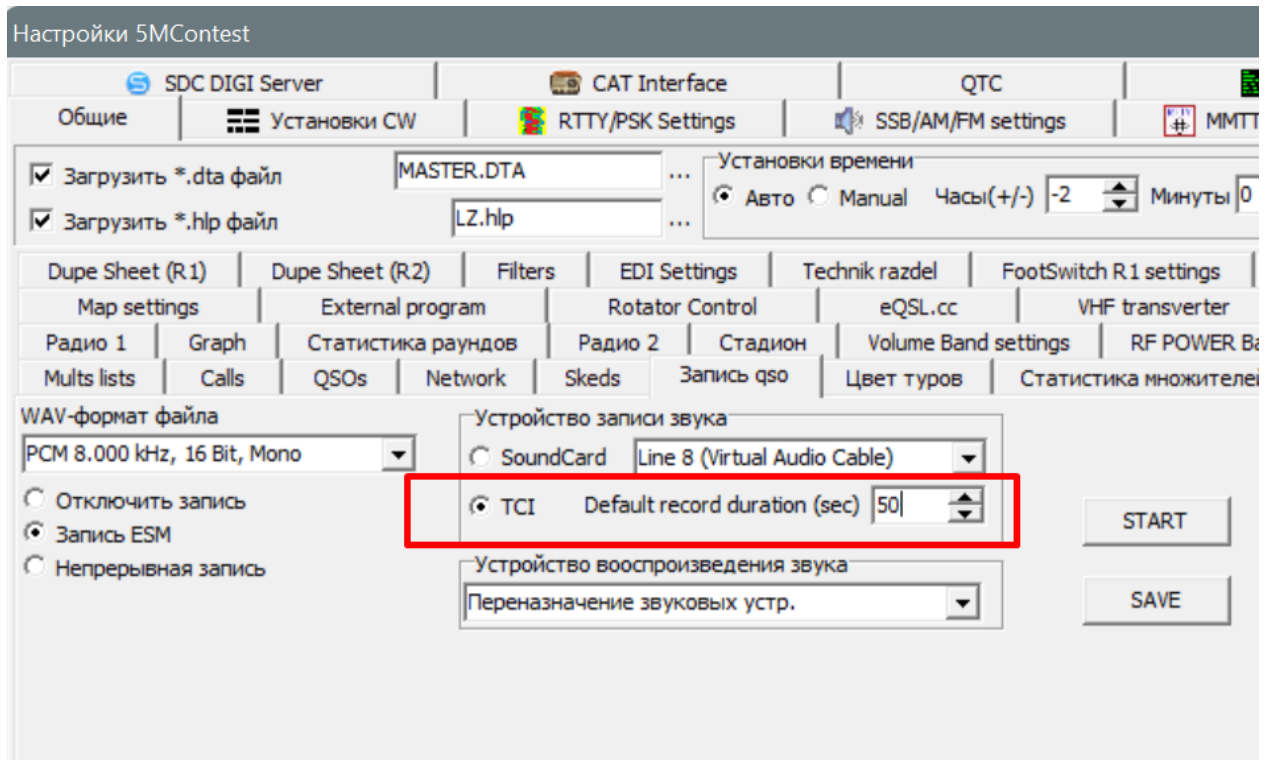 Настройки 5MContest
SDC DIGI Server CAT Interface QTC
Общие Установки CW RTTY/PSK Settings SSB/AM/FM settings MMTT
Загрузить *.dta файл MASTER.DTA ... Установки времени
Авто Manual Часы(+/-) -2 Минуты 0
Загрузить *.hlp файл LZ.hlp ...
Dupe Sheet (R1) Dupe Sheet (R2) Filters EDI Settings Technik razdel FootSwitch R1 settings
Map settings External program Rotator Control eQSL.cc VHF transverter
Радио 1 Graph Статистика раундов Радио 2 Стадион Volume Band settings RF POWER Ba
Mults lists Calls QSOs Network Skeds Запись qso Цвет туров Статистика множителей
WAV-формат файла Устройство записи звука
PCM 8.000 kHz, 16 Bit, Mono SoundCard Line 8 (Virtual Audio Cable)
Отключить запись TCI Default record duration (sec) 50 START
Запись ESM
Непрерывная запись Устройство вооспроизведения звука
Переназначение звуковых устр. SAVE